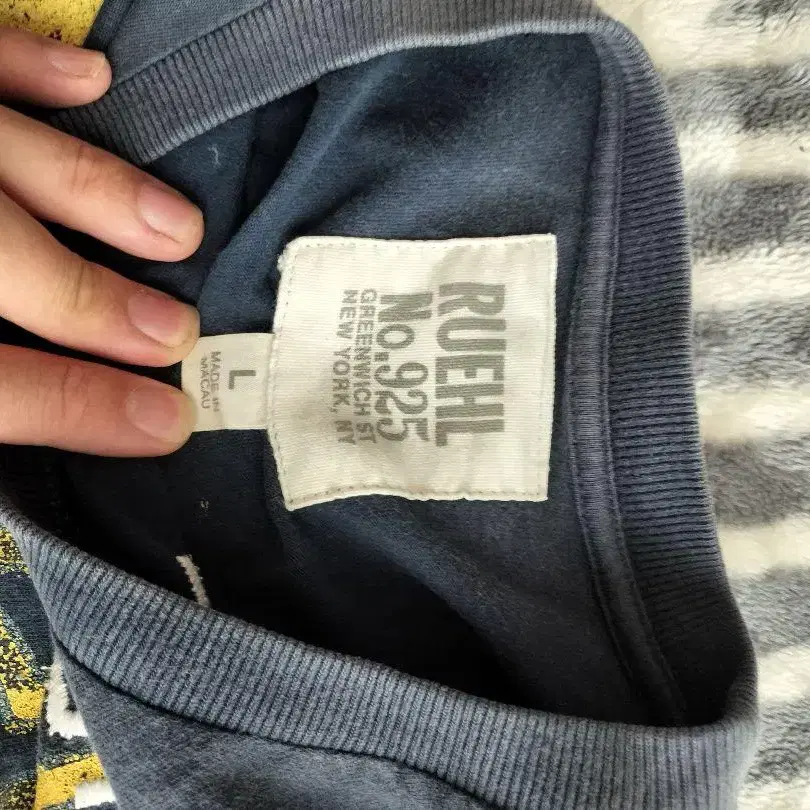 RUEHL
No.925
GREENWICH ST
NEW YORK, NY
L
MADE IN
MACAU